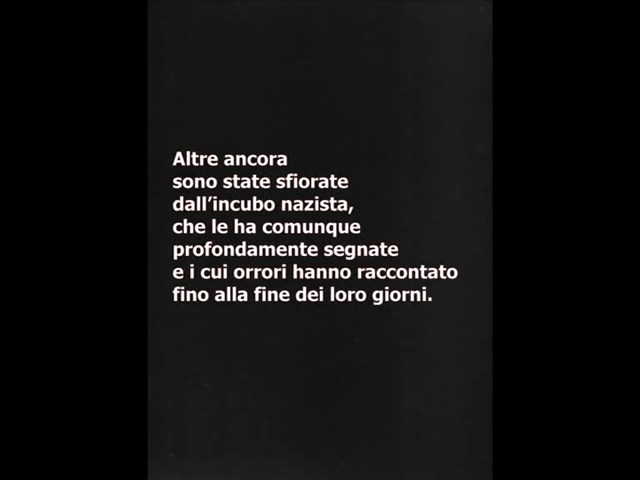 Altre ancora
sono state sfiorate
dall’incubo nazista,
che le ha comunque
profondamente segnate
e i cui orrori hanno raccontato
fino alla fine dei loro giorni.